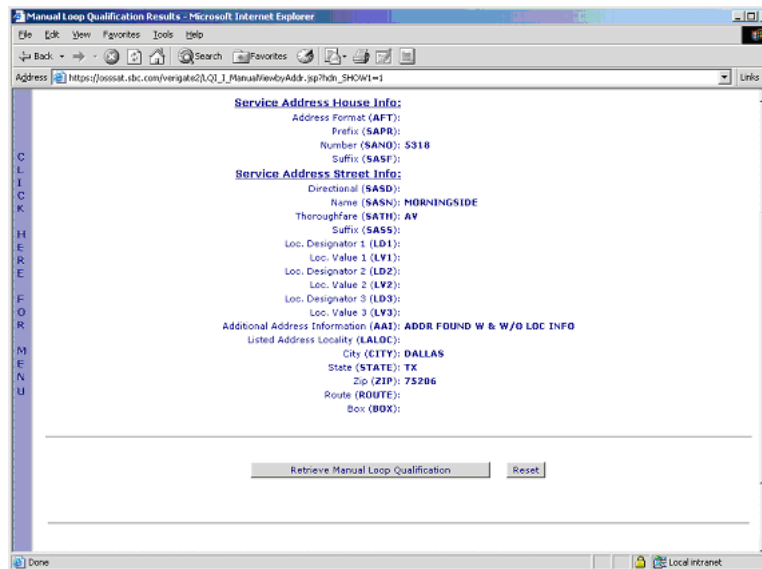 Manual Loop Qualification Results - Microsoft Internet Explorer
File Edit View Favorites Tools Help
Back Search Favorites
Address https://osssat.sbc.com/verigate2/LQI_I_ManualViewbyAddr.jsp?hdn_SHOW1=1 Links
CLICK HERE FOR MENU
Service Address House Info:
Address Format (AFT):
Prefix (SAPR):
Number (SANO): 5318
Suffix (SASF):
Service Address Street Info:
Directional (SASD):
Name (SASN): MORNINGSIDE
Thoroughfare (SATH): AV
Suffix (SASS):
Loc. Designator 1 (LD1):
Loc. Value 1 (LV1):
Loc. Designator 2 (LD2):
Loc. Value 2 (LV2):
Loc. Designator 3 (LD3):
Loc. Value 3 (LV3):
Additional Address Information (AAI): ADDR FOUND W & W/O LOC INFO
Listed Address Locality (LALOC):
City (CITY): DALLAS
State (STATE): TX
Zip (ZIP): 75206
Route (ROUTE):
Box (BOX):
Retrieve Manual Loop Qualification Reset
Done Local intranet